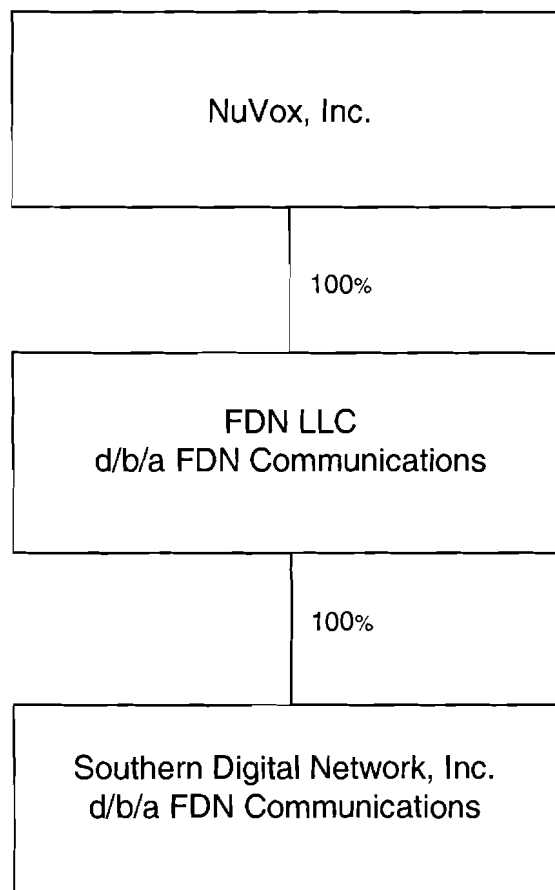 NuVox, Inc.
100%
FDN LLC
d/b/a FDN Communications
100%
Southern Digital Network, Inc.
d/b/a FDN Communications